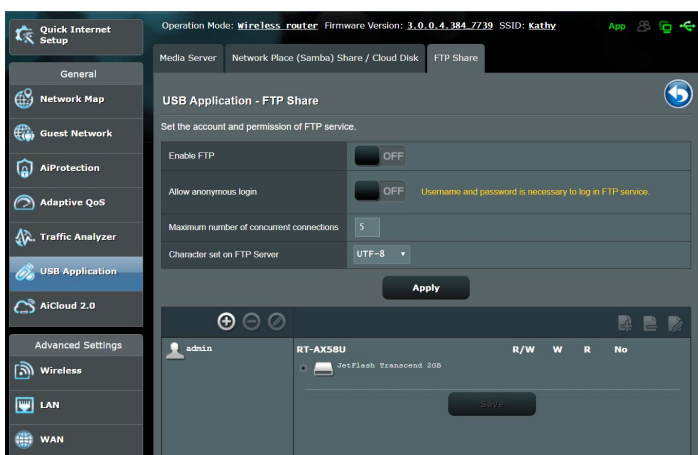 Quick Internet
Setup
Operation Mode: Wireless router Firmware Version: 3.0.0.4.384_7739 SSID: Kathy
App
General
Network Map
Guest Network
AiProtection
Adaptive QoS
Traffic Analyzer
USB Application
AiCloud 2.0
Advanced Settings
Wireless
LAN
WAN
Media Server
Network Place (Samba) Share / Cloud Disk
FTP Share
USB Application - FTP Share
Set the account and permission of FTP service.
Enable FTP
OFF
Allow anonymous login
OFF
Username and password is necessary to log in FTP service.
Maximum number of concurrent connections
5
Character set on FTP Server
UTF-8
Apply
admin
RT-AX58U R/W W R No
JetFlash Transcend 2GB
Save